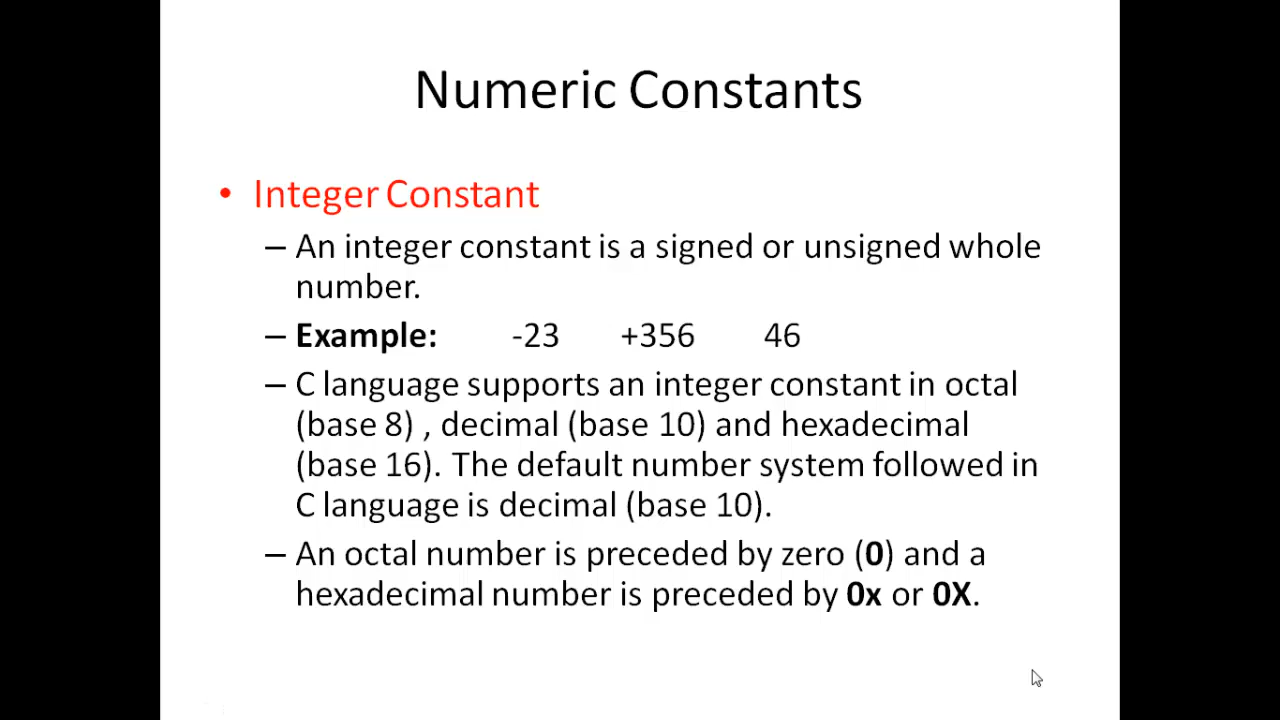 Numeric Constants
• Integer Constant
– An integer constant is a signed or unsigned whole
number.
– Example: -23 +356 46
– C language supports an integer constant in octal
(base 8) , decimal (base 10) and hexadecimal
(base 16). The default number system followed in
C language is decimal (base 10).
– An octal number is preceded by zero (0) and a
hexadecimal number is preceded by 0x or 0X.